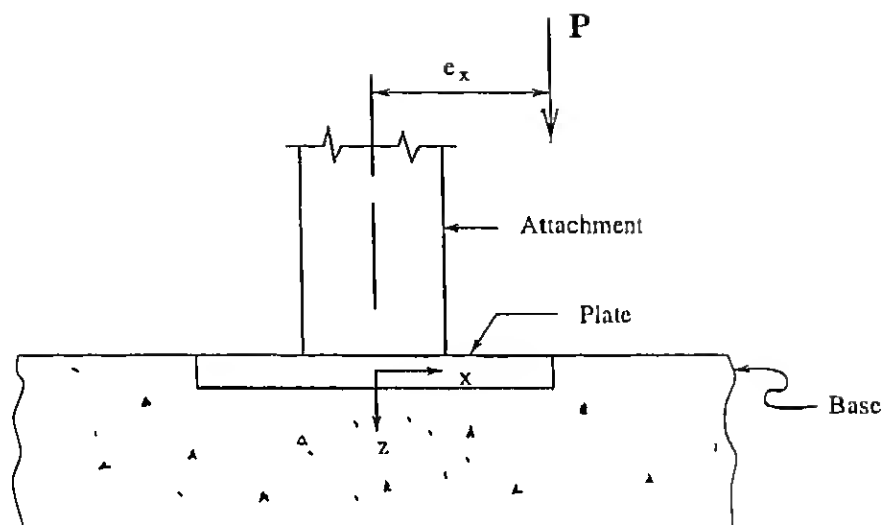 P
e_x
Attachment
Plate
x
z
Base